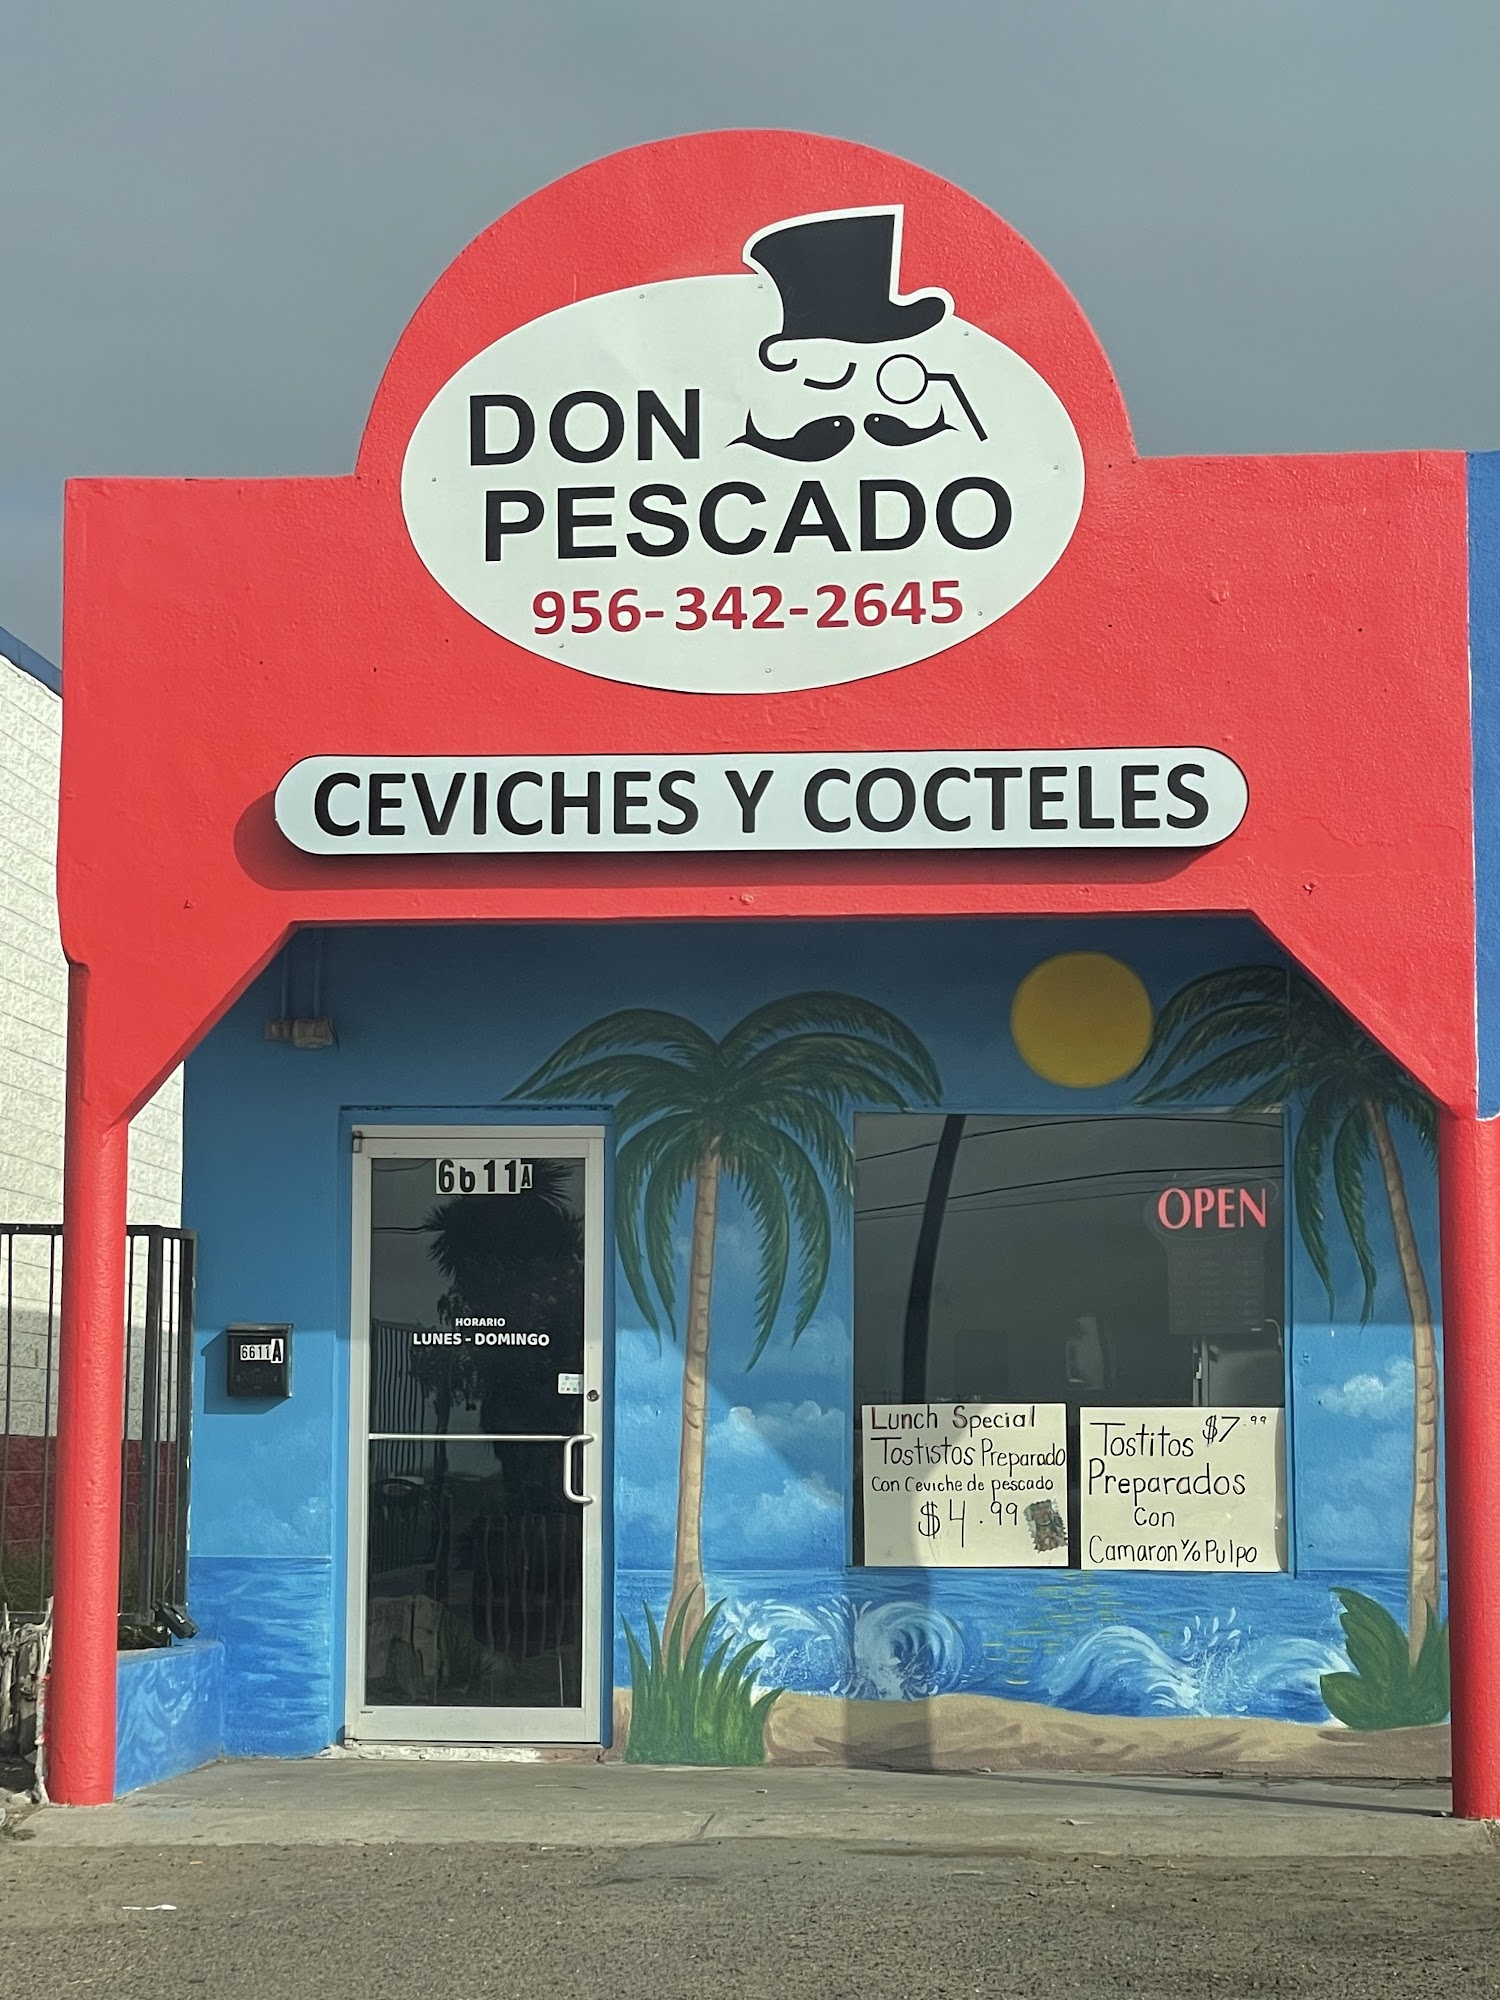 DON
PESCADO
956-342-2645
CEVICHES Y COCTELES
6611A
HORARIO
LUNES - DOMINGO
6611A
OPEN
Lunch Special
Tostistos Preparado
Con Ceviche de pescado
$4.99
Tostitos $7.99
Preparados
Con
Camaron y/o Pulpo